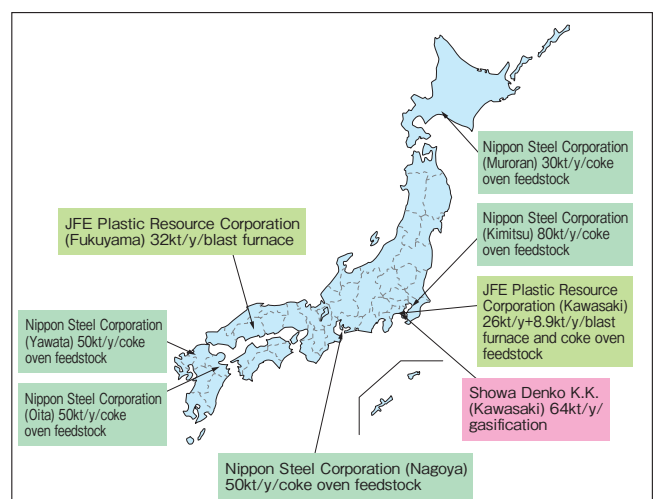 Nippon Steel Corporation
(Muroran) 30kt/y/coke
oven feedstock
JFE Plastic Resource Corporation
(Fukuyama) 32kt/y/blast furnace
Nippon Steel Corporation
(Kimitsu) 80kt/y/coke
oven feedstock
JFE Plastic Resource
Corporation (Kawasaki)
26kt/y+8.9kt/y/blast
furnace and coke oven
feedstock
Nippon Steel Corporation
(Yawata) 50kt/y/coke
oven feedstock
Nippon Steel Corporation
(Oita) 50kt/y/coke
oven feedstock
Showa Denko K.K.
(Kawasaki) 64kt/y/
gasification
Nippon Steel Corporation (Nagoya)
50kt/y/coke oven feedstock